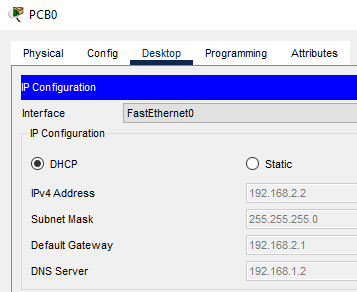 PCB0
Physical Config Desktop Programming Attributes
IP Configuration
Interface FastEthernet0
IP Configuration
DHCP Static
IPv4 Address 192.168.2.2
Subnet Mask 255.255.255.0
Default Gateway 192.168.2.1
DNS Server 192.168.1.2